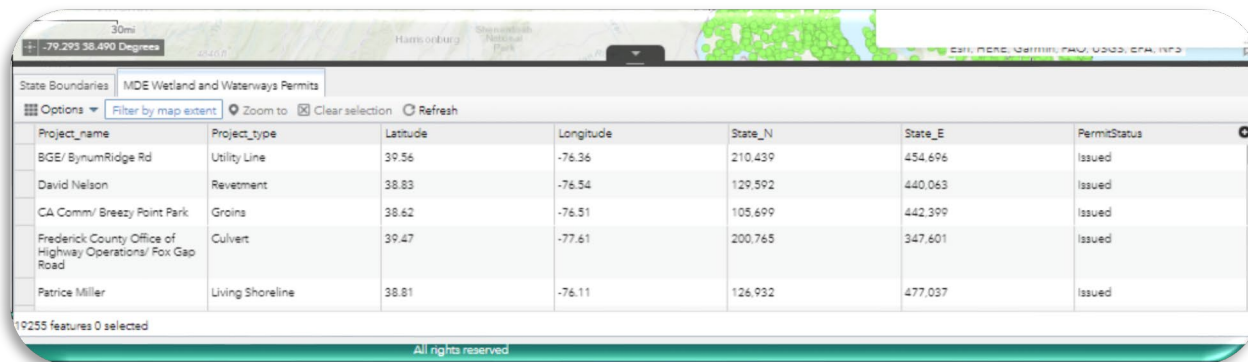 30mi
-79.293 38.490 Degrees
Harrisonburg
Shenandoah
National
Park
Esri, HERE, Garmin, FAO, USGS, EPA, NPS
State Boundaries MDE Wetland and Waterways Permits
Options Filter by map extent Zoom to Clear selection Refresh
Project_name Project_type Latitude Longitude State_N State_E PermitStatus
BGE/ BynumRidge Rd Utility Line 39.56 -76.36 210,439 454,696 Issued
David Nelson Revetment 38.83 -76.54 129,592 440,063 Issued
CA Comm/ Breezy Point Park Groins 38.62 -76.51 105,699 442,399 Issued
Frederick County Office of Culvert 39.47 -77.61 200,765 347,601 Issued
Highway Operations/ Fox Gap
Road
Patrice Miller Living Shoreline 38.81 -76.11 126,932 477,037 Issued
19255 features 0 selected
All rights reserved